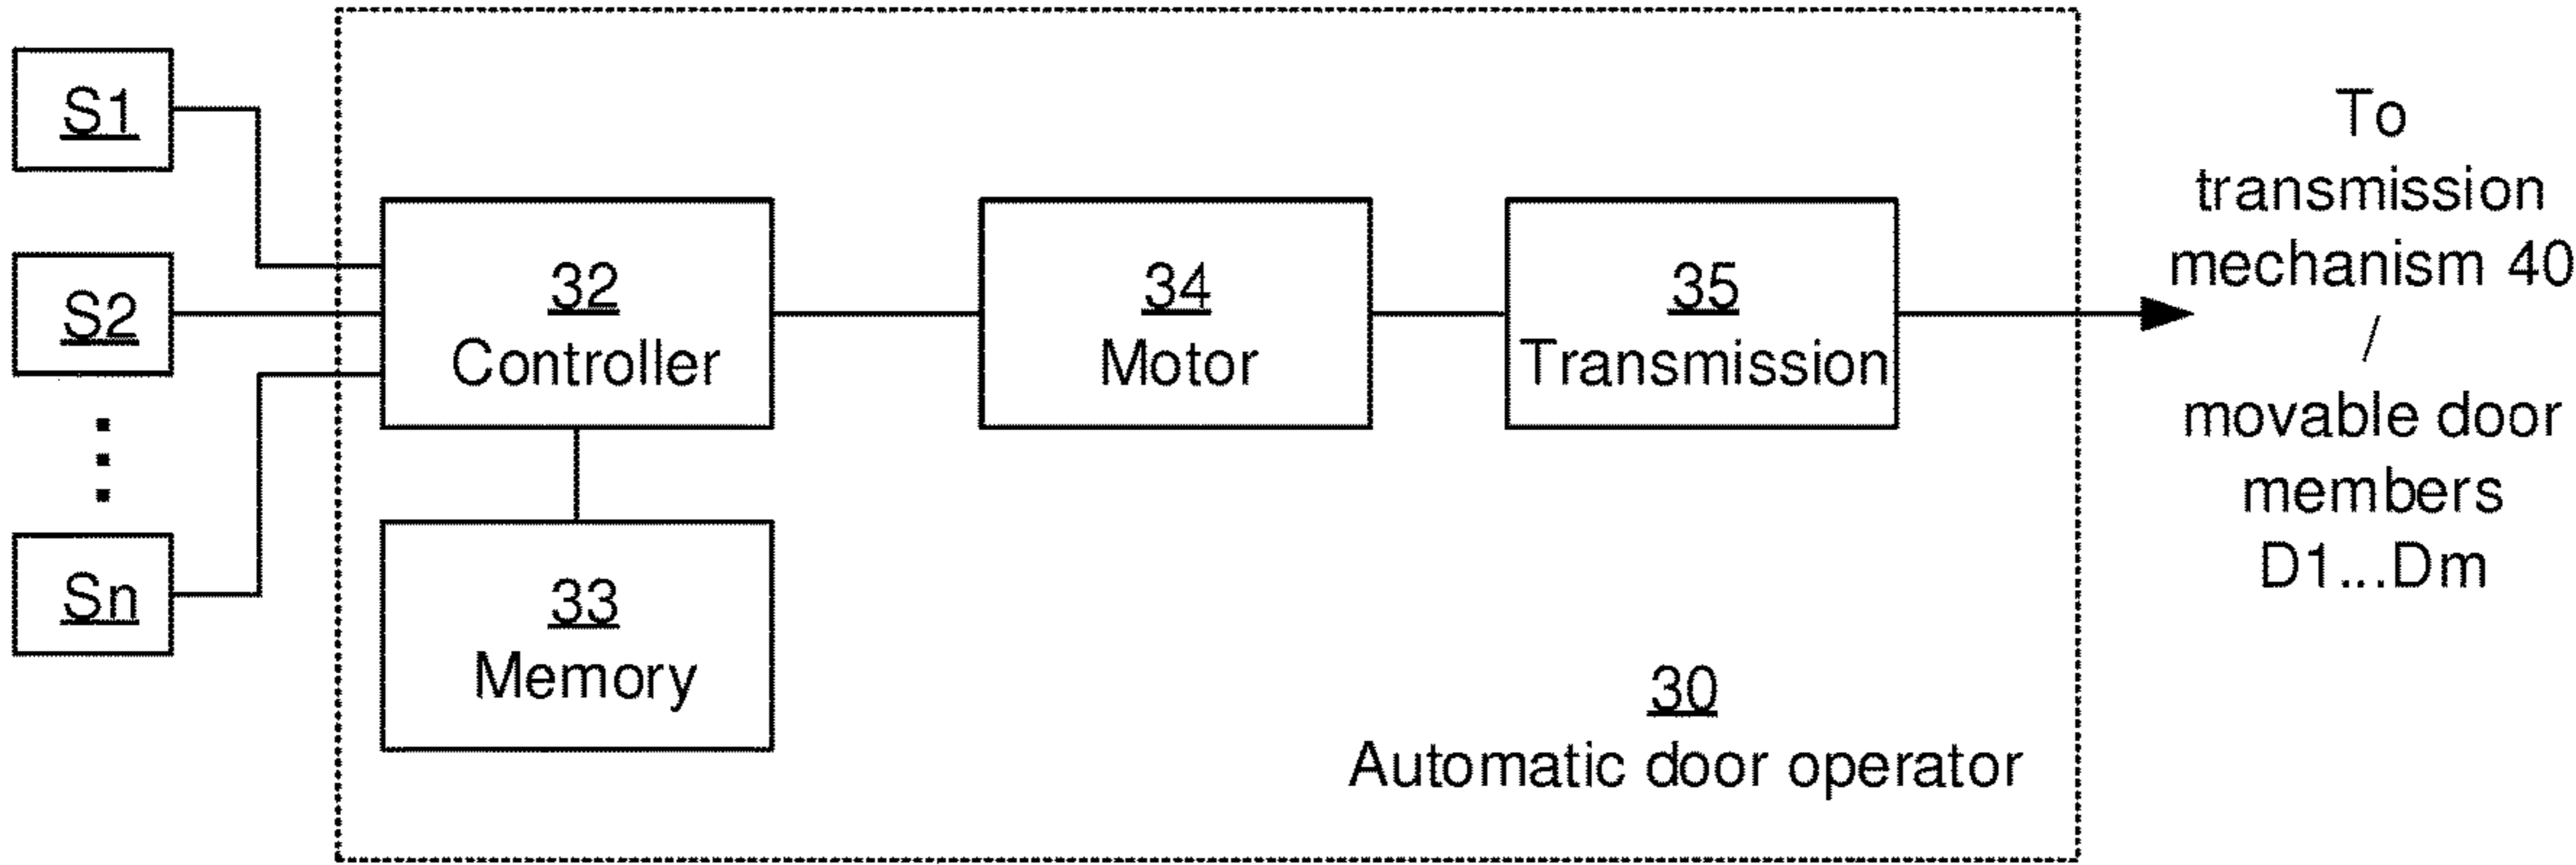 S1
S2
Sn
32
Controller
33
Memory
34
Motor
35
Transmission
30
Automatic door operator
To
transmission
mechanism 40
/
movable door
members
D1...Dm